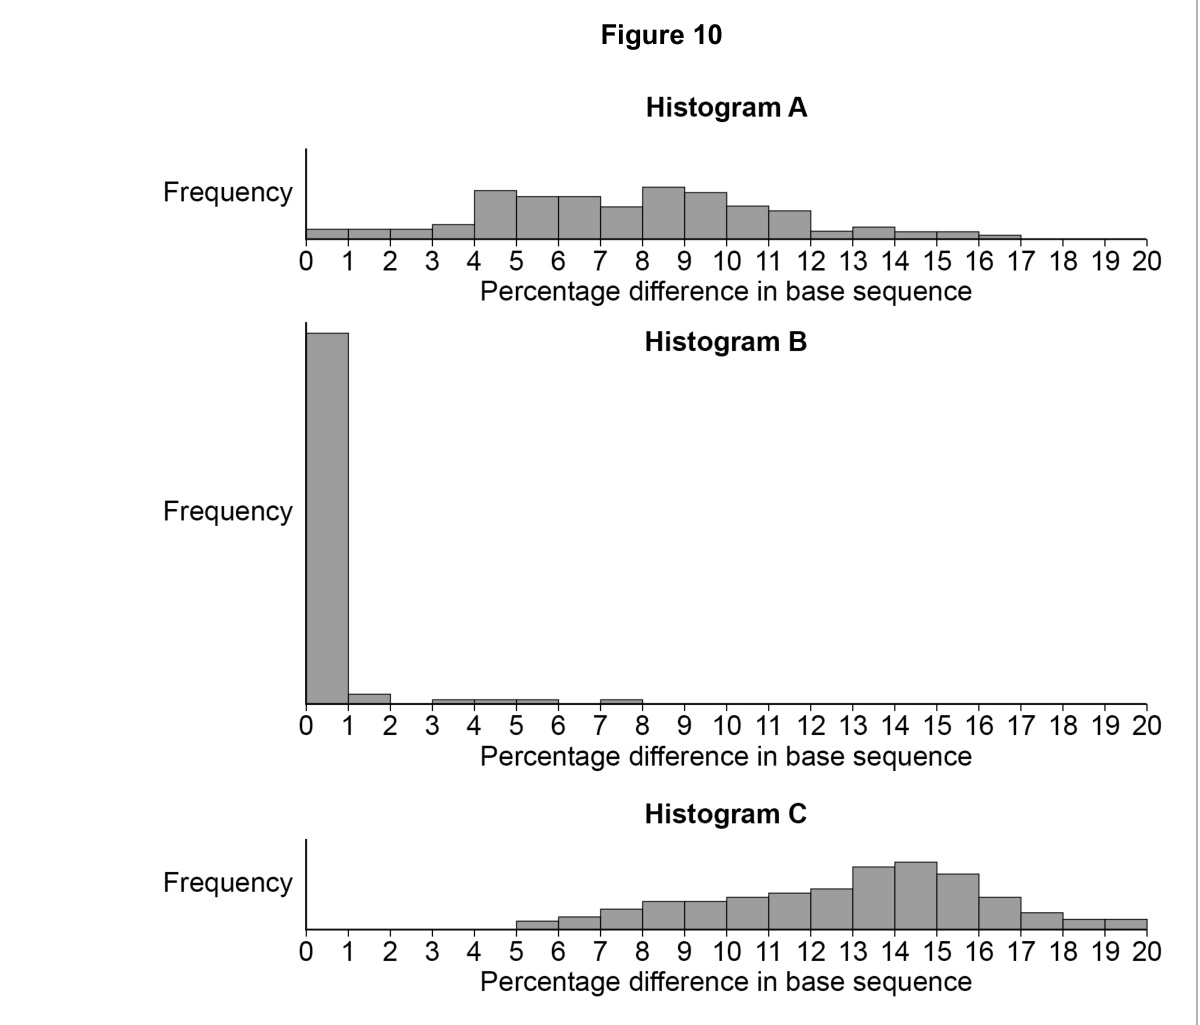 Figure 10
Histogram A
Frequency
0 1 2 3 4 5 6 7 8 9 10 11 12 13 14 15 16 17 18 19 20
Percentage difference in base sequence
Histogram B
Frequency
0 1 2 3 4 5 6 7 8 9 10 11 12 13 14 15 16 17 18 19 20
Percentage difference in base sequence
Histogram C
Frequency
0 1 2 3 4 5 6 7 8 9 10 11 12 13 14 15 16 17 18 19 20
Percentage difference in base sequence